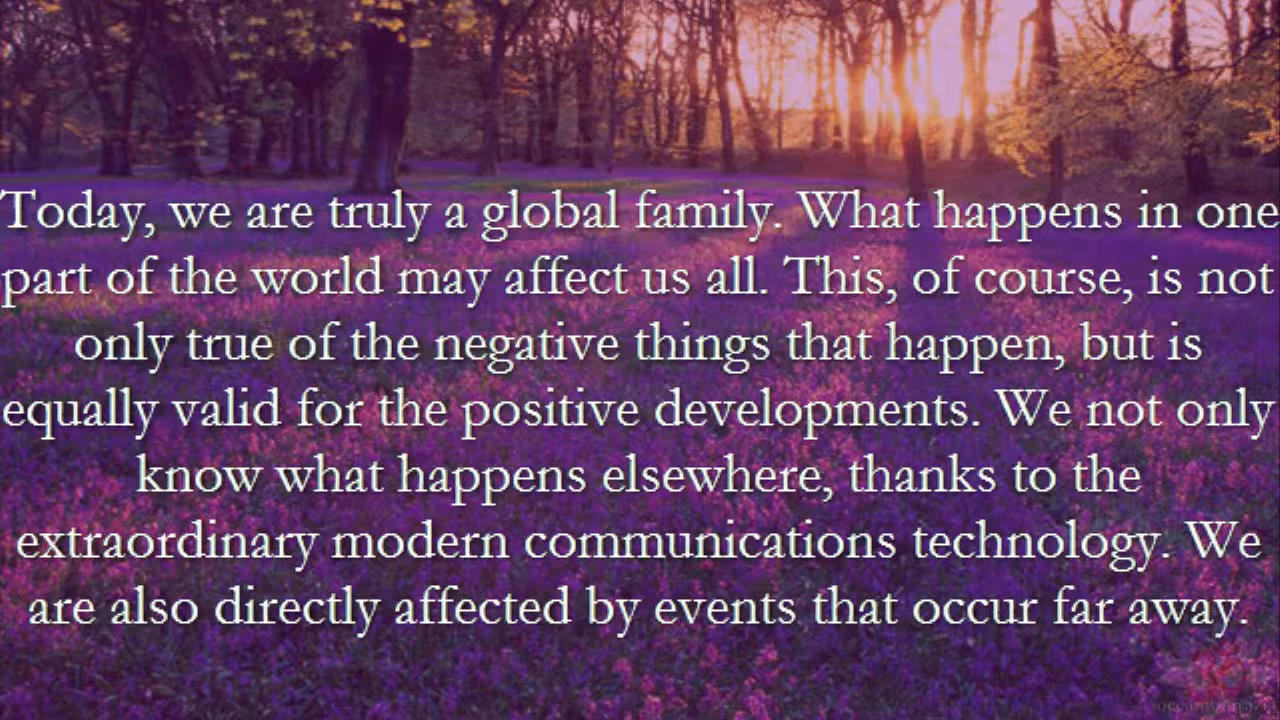 Today, we are truly a global family. What happens in one
part of the world may affect us all. This, of course, is not
only true of the negative things that happen, but is
equally valid for the positive developments. We not only
know what happens elsewhere, thanks to the
extraordinary modern communications technology. We
are also directly affected by events that occur far away.